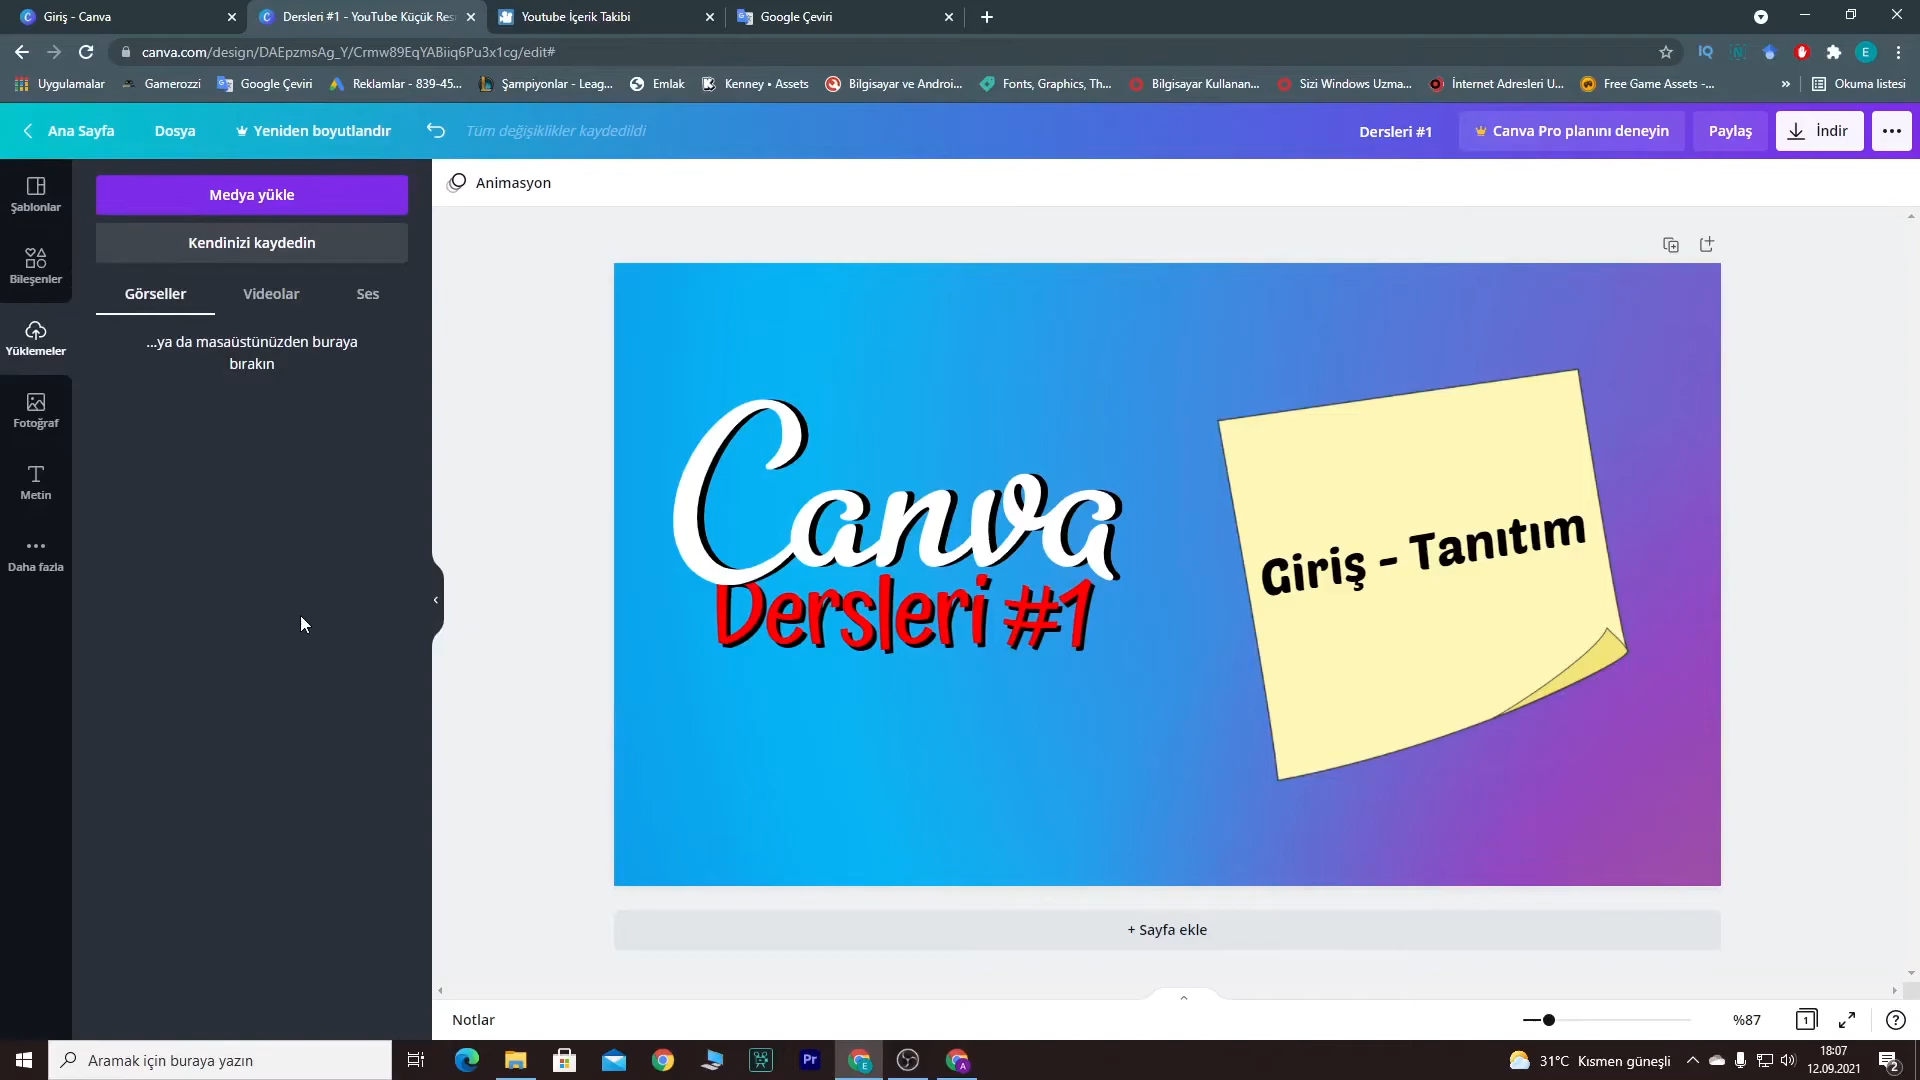 Giriş - Canva
Dersleri #1 - YouTube Küçük Res
Youtube İçerik Takibi
Google Çeviri
canva.com/design/DAEpzmsAg_Y/Crmw89EqYABiiq6Pu3x1cg/edit#
Uygulamalar
Gamerozzi
Google Çeviri
Reklamlar - 839-45...
Şampiyonlar - Leag...
Emlak
Kenney • Assets
Bilgisayar ve Androi...
Fonts, Graphics, Th...
Bilgisayar Kullanan...
Sizi Windows Uzma...
İnternet Adresleri U...
Free Game Assets -...
Okuma listesi
Ana Sayfa
Dosya
Yeniden boyutlandır
Tüm değişiklikler kaydedildi
Dersleri #1
Canva Pro planını deneyin
Paylaş
İndir
Şablonlar
Bileşenler
Yüklemeler
Fotoğraf
Metin
Daha fazla
Medya yükle
Kendinizi kaydedin
Görseller
Videolar
Ses
...ya da masaüstünüzden buraya
bırakın
Animasyon
Canva
Dersleri #1
Giriş - Tanıtım
+ Sayfa ekle
Notlar
%87
1
Aramak için buraya yazın
31°C Kısmen güneşli
18:07
12.09.2021
2